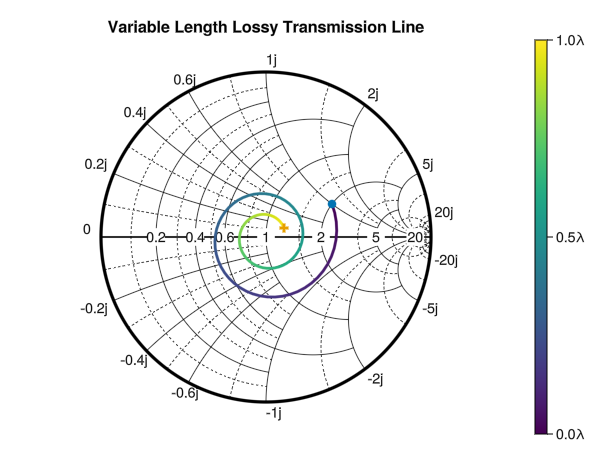 Variable Length Lossy Transmission Line
1j
0.6j
2j
0.4j
0.2j
5j
20j
0
0.2 0.4 0.6 1 2 5 20
-20j
-0.2j
-5j
-0.4j
-2j
-0.6j
-1j
1.0λ
0.5λ
0.0λ